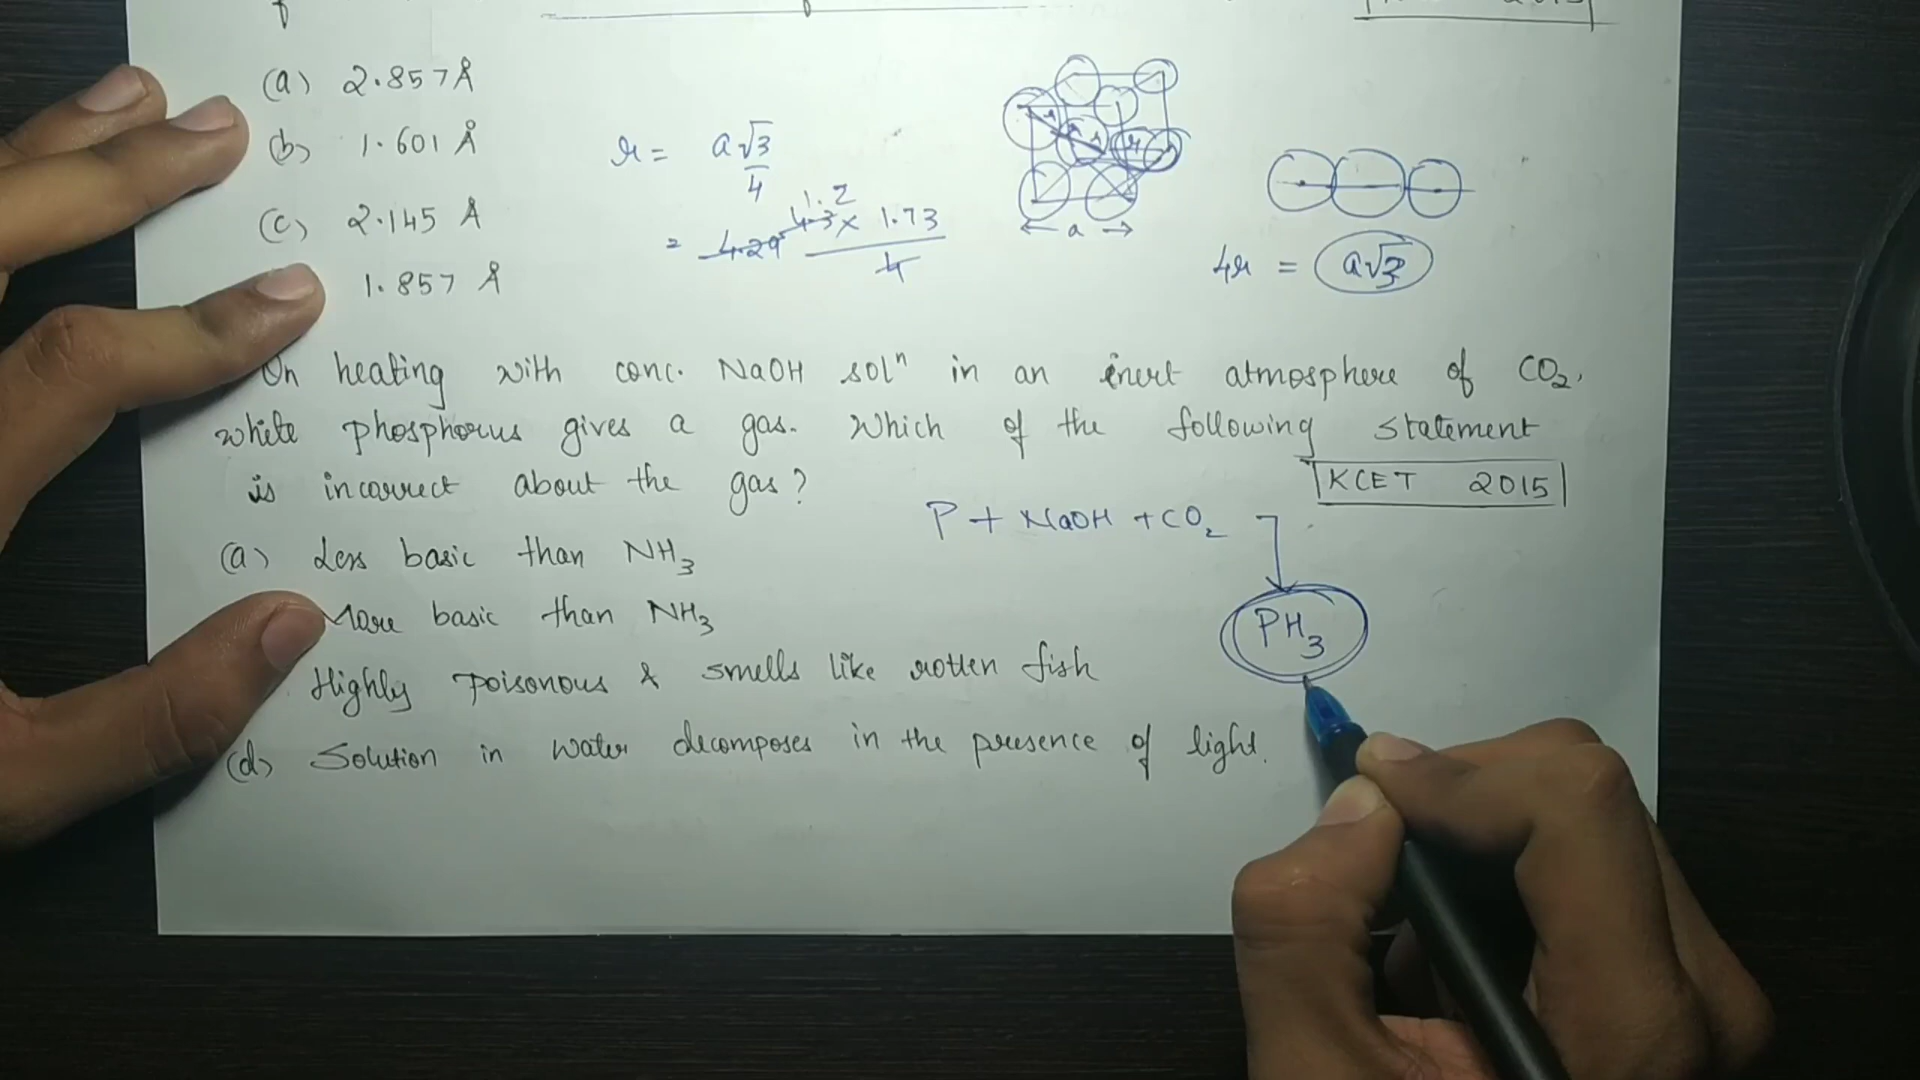 (a) 2.857 Å
(b) 1.601 Å
(c) 2.145 Å
1.857 Å
r = a√3
4
1.2
= 4.29 4.3 x 1.73
4
a
4r = a√3
On heating with conc. NaOH solⁿ in an inert atmosphere of CO₂,
white phosphorus gives a gas. Which of the following statement
is incorrect about the gas?
KCET 2015
P + NaOH + CO₂
PH₃
(a) Less basic than NH₃
More basic than NH₃
Highly poisonous & smells like rotten fish
(d) Solution in water decomposes in the presence of light.